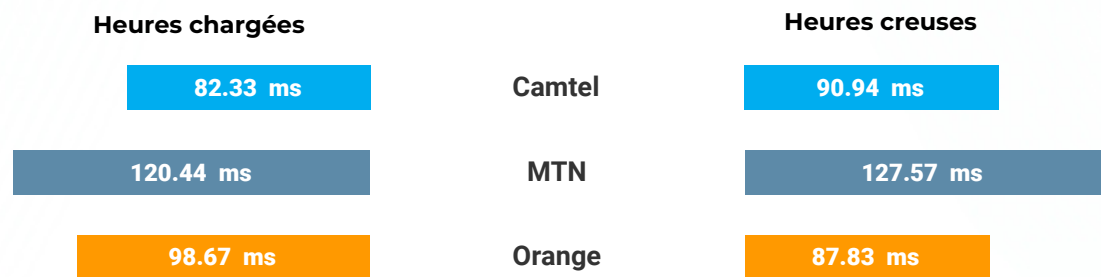 Heures chargées Heures creuses
82.33 ms Camtel 90.94 ms
120.44 ms MTN 127.57 ms
98.67 ms Orange 87.83 ms